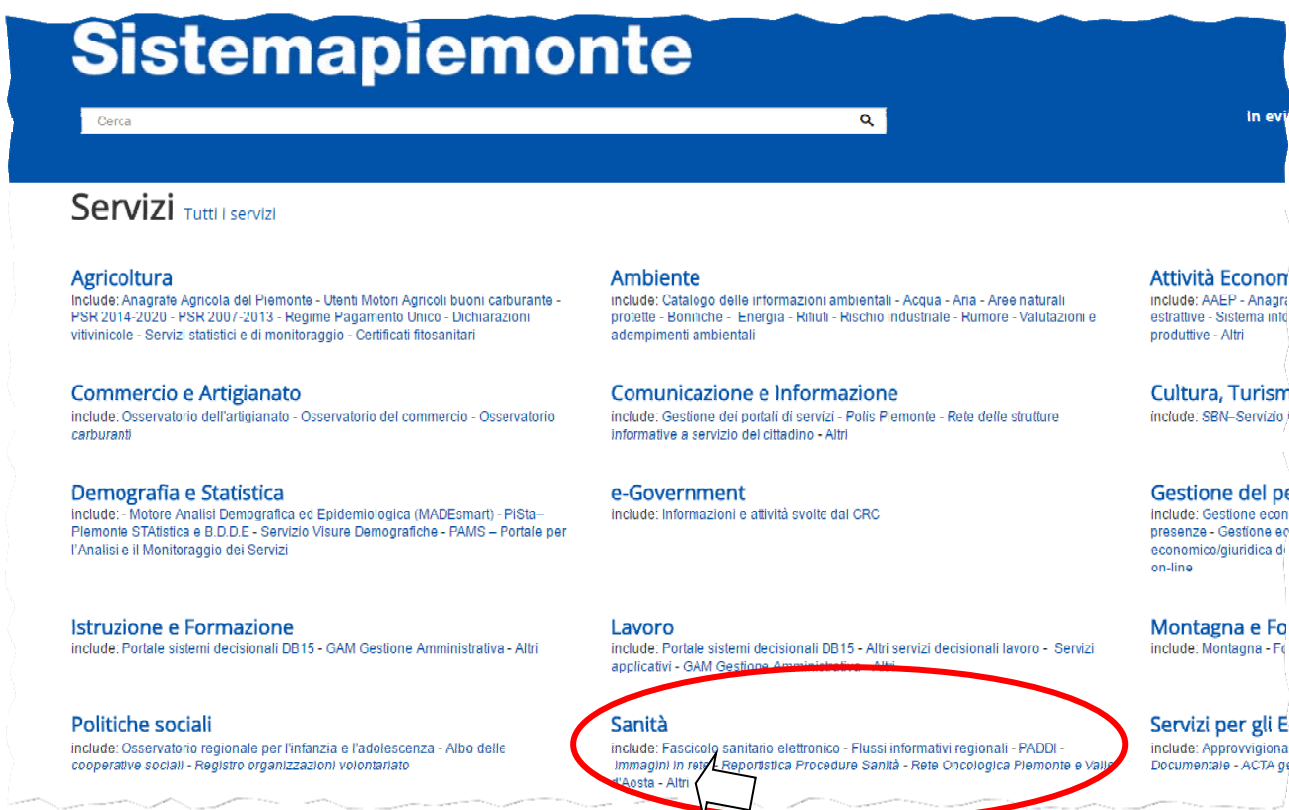 Sistemapiemonte
Cerca
In evi
Servizi Tutti i servizi
Agricoltura
include: Anagrafe Agricola del Piemonte - Utenti Motori Agricoli buoni carburante -
PSR 2014-2020 - PSR 2007-2013 - Regime Pagamento Unico - Dichiarazioni
vitivinicole - Servizi statistici e di monitoraggio - Certificati fitosanitari
Ambiente
include: Catalogo delle informazioni ambientali - Acqua - Aria - Aree naturali
protette - Bonifiche - Energia - Rifiuti - Rischio industriale - Rumore - Valutazioni e
adempimenti ambientali
Attività Econom
include: AAEP - Anagra
estrattive - Sistema info
produttive - Altri
Commercio e Artigianato
include: Osservatorio dell'artigianato - Osservatorio del commercio - Osservatorio
carburanti
Comunicazione e Informazione
include: Gestione dei portali di servizi - Polis Piemonte - Rete delle strutture
informative a servizio del cittadino - Altri
Cultura, Turism
include: SBN–Servizio
Demografia e Statistica
include: - Motore Analisi Demografica ed Epidemiologica (MADEsmart) - PiSta–
Piemonte STAtistica e B.D.D.E - Servizio Visure Demografiche - PAMS – Portale per
l'Analisi e il Monitoraggio dei Servizi
e-Government
include: Informazioni e attività svolte dal CRC
Gestione del pe
include: Gestione econ
presenze - Gestione ec
economico/giuridica d
on-line
Istruzione e Formazione
include: Portale sistemi decisionali DB15 - GAM Gestione Amministrativa - Altri
Lavoro
include: Portale sistemi decisionali DB15 - Altri servizi decisionali lavoro - Servizi
applicativi - GAM Gestione Amministrativa - Altri
Montagna e Fo
include: Montagna - Fo
Politiche sociali
include: Osservatorio regionale per l'infanzia e l'adolescenza - Albo delle
cooperative sociali - Registro organizzazioni volontariato
Sanità
include: Fascicolo sanitario elettronico - Flussi informativi regionali - PADDI -
Immagini in rete - Reportistica Procedure Sanità - Rete Oncologica Piemonte e Valle
d'Aosta - Altri
Servizi per gli E
include: Approvvigiona
Documentale - ACTA ge